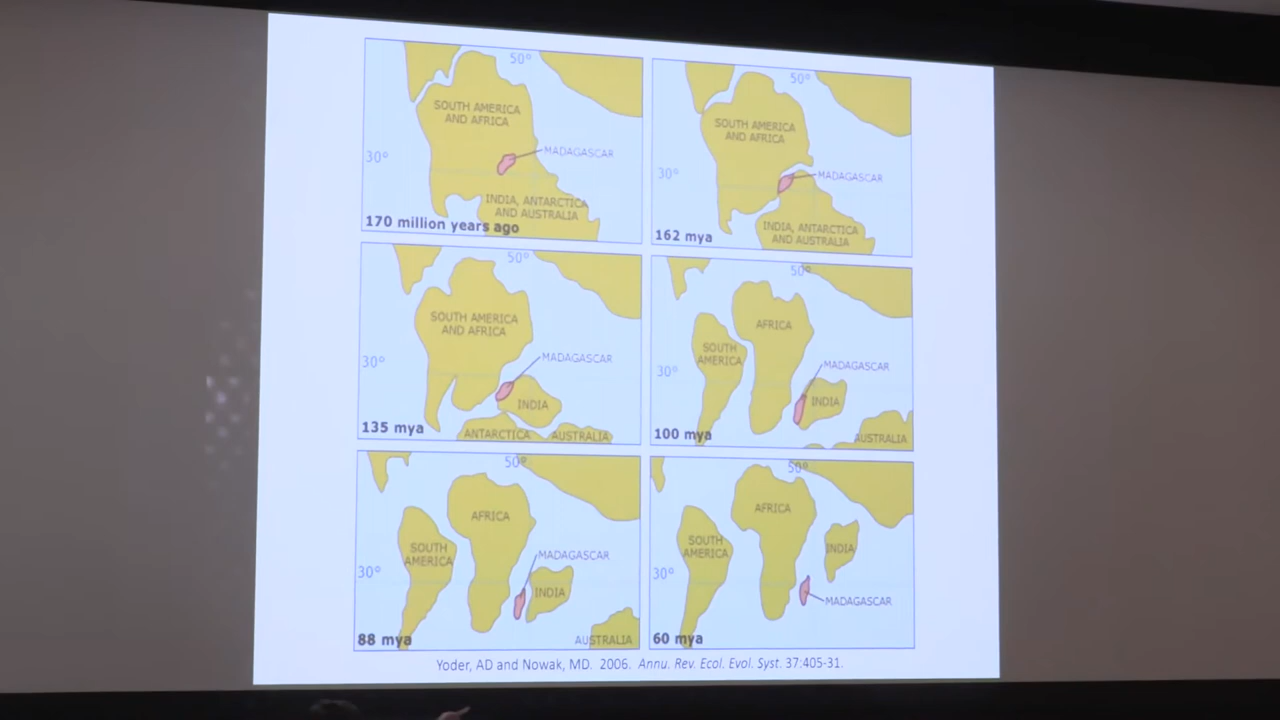 50°
SOUTH AMERICA
AND AFRICA
MADAGASCAR
30°
INDIA, ANTARCTICA
AND AUSTRALIA
170 million years ago
50°
SOUTH AMERICA
AND AFRICA
MADAGASCAR
30°
INDIA, ANTARCTICA
AND AUSTRALIA
162 mya
50°
SOUTH AMERICA
AND AFRICA
MADAGASCAR
30°
INDIA
ANTARCTICA
AUSTRALIA
135 mya
50°
AFRICA
SOUTH
AMERICA
MADAGASCAR
30°
INDIA
AUSTRALIA
100 mya
50°
AFRICA
SOUTH
AMERICA
MADAGASCAR
30°
INDIA
AUSTRALIA
88 mya
50°
AFRICA
SOUTH
AMERICA
INDIA
30°
MADAGASCAR
60 mya
Yoder, AD and Nowak, MD. 2006. Annu. Rev. Ecol. Evol. Syst. 37:405-31.